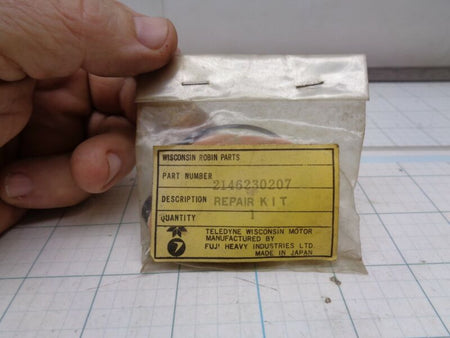 WISCONSIN ROBIN PARTS
PART NUMBER 2146230207
DESCRIPTION REPAIR KIT
QUANTITY 1
TELEDYNE WISCONSIN MOTOR
MANUFACTURED BY
FUJI HEAVY INDUSTRIES LTD.
MADE IN JAPAN